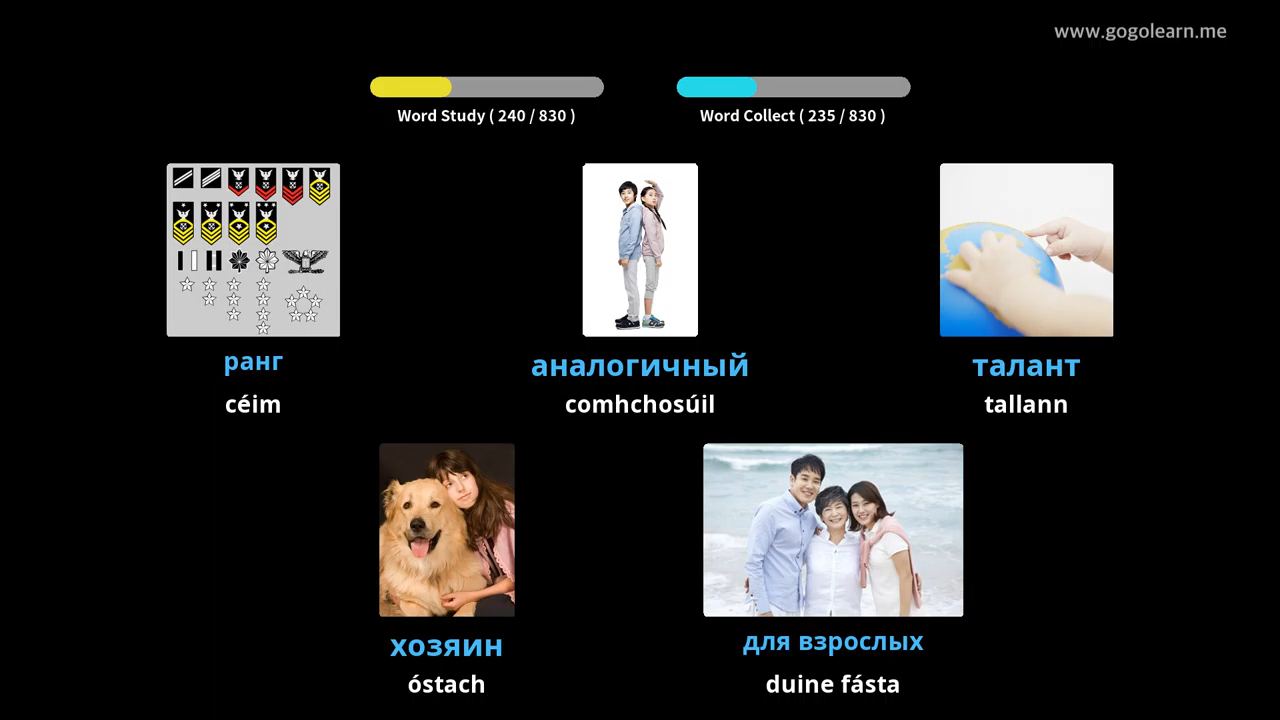 www.gogolearn.me
Word Study ( 240 / 830 )
Word Collect ( 235 / 830 )
ранг
céim
аналогичный
comhchosúil
талант
tallann
хозяин
óstach
для взрослых
duine fásta